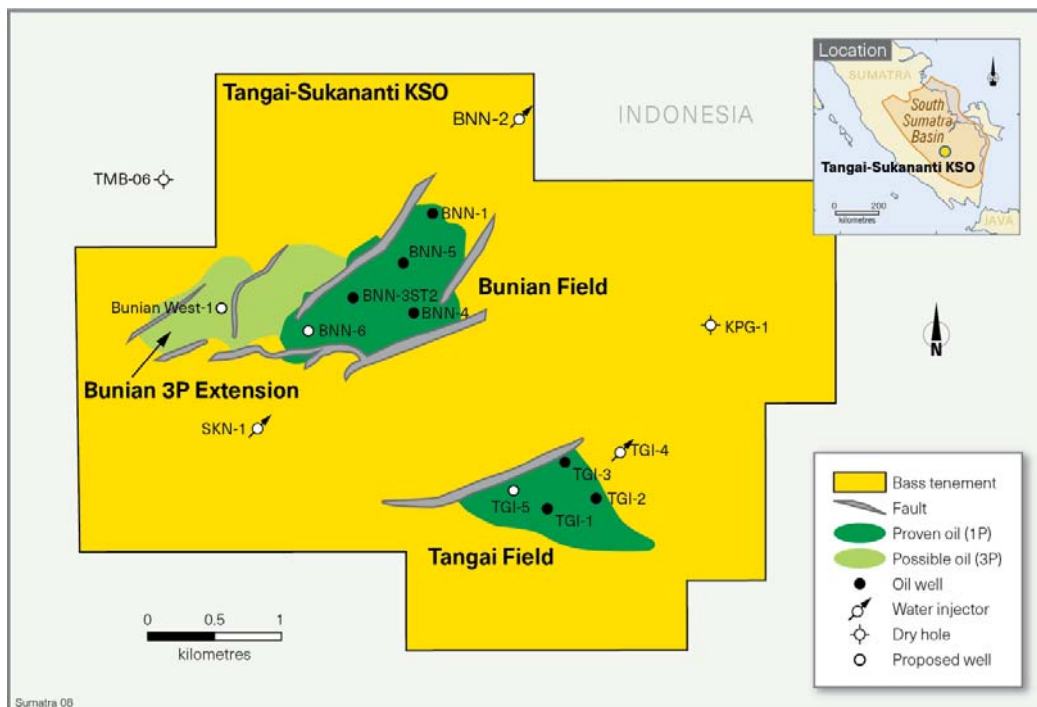 Tangai-Sukananti KSO
BNN-2
INDONESIA
TMB-06
BNN-1
BNN-5
Bunian Field
BNN-3ST2
Bunian West-1
BNN-4
BNN-6
KPG-1
Bunian 3P Extension
SKN-1
TGI-4
TGI-3
TGI-5
TGI-2
TGI-1
Tangai Field
0 0.5 1
kilometres
N
Location
SUMATRA
South
Sumatra
Basin
Tangai-Sukananti KSO
0 200
kilometres
JAVA
Bass tenement
Fault
Proven oil (1P)
Possible oil (3P)
Oil well
Water injector
Dry hole
Proposed well
Sumatra 08